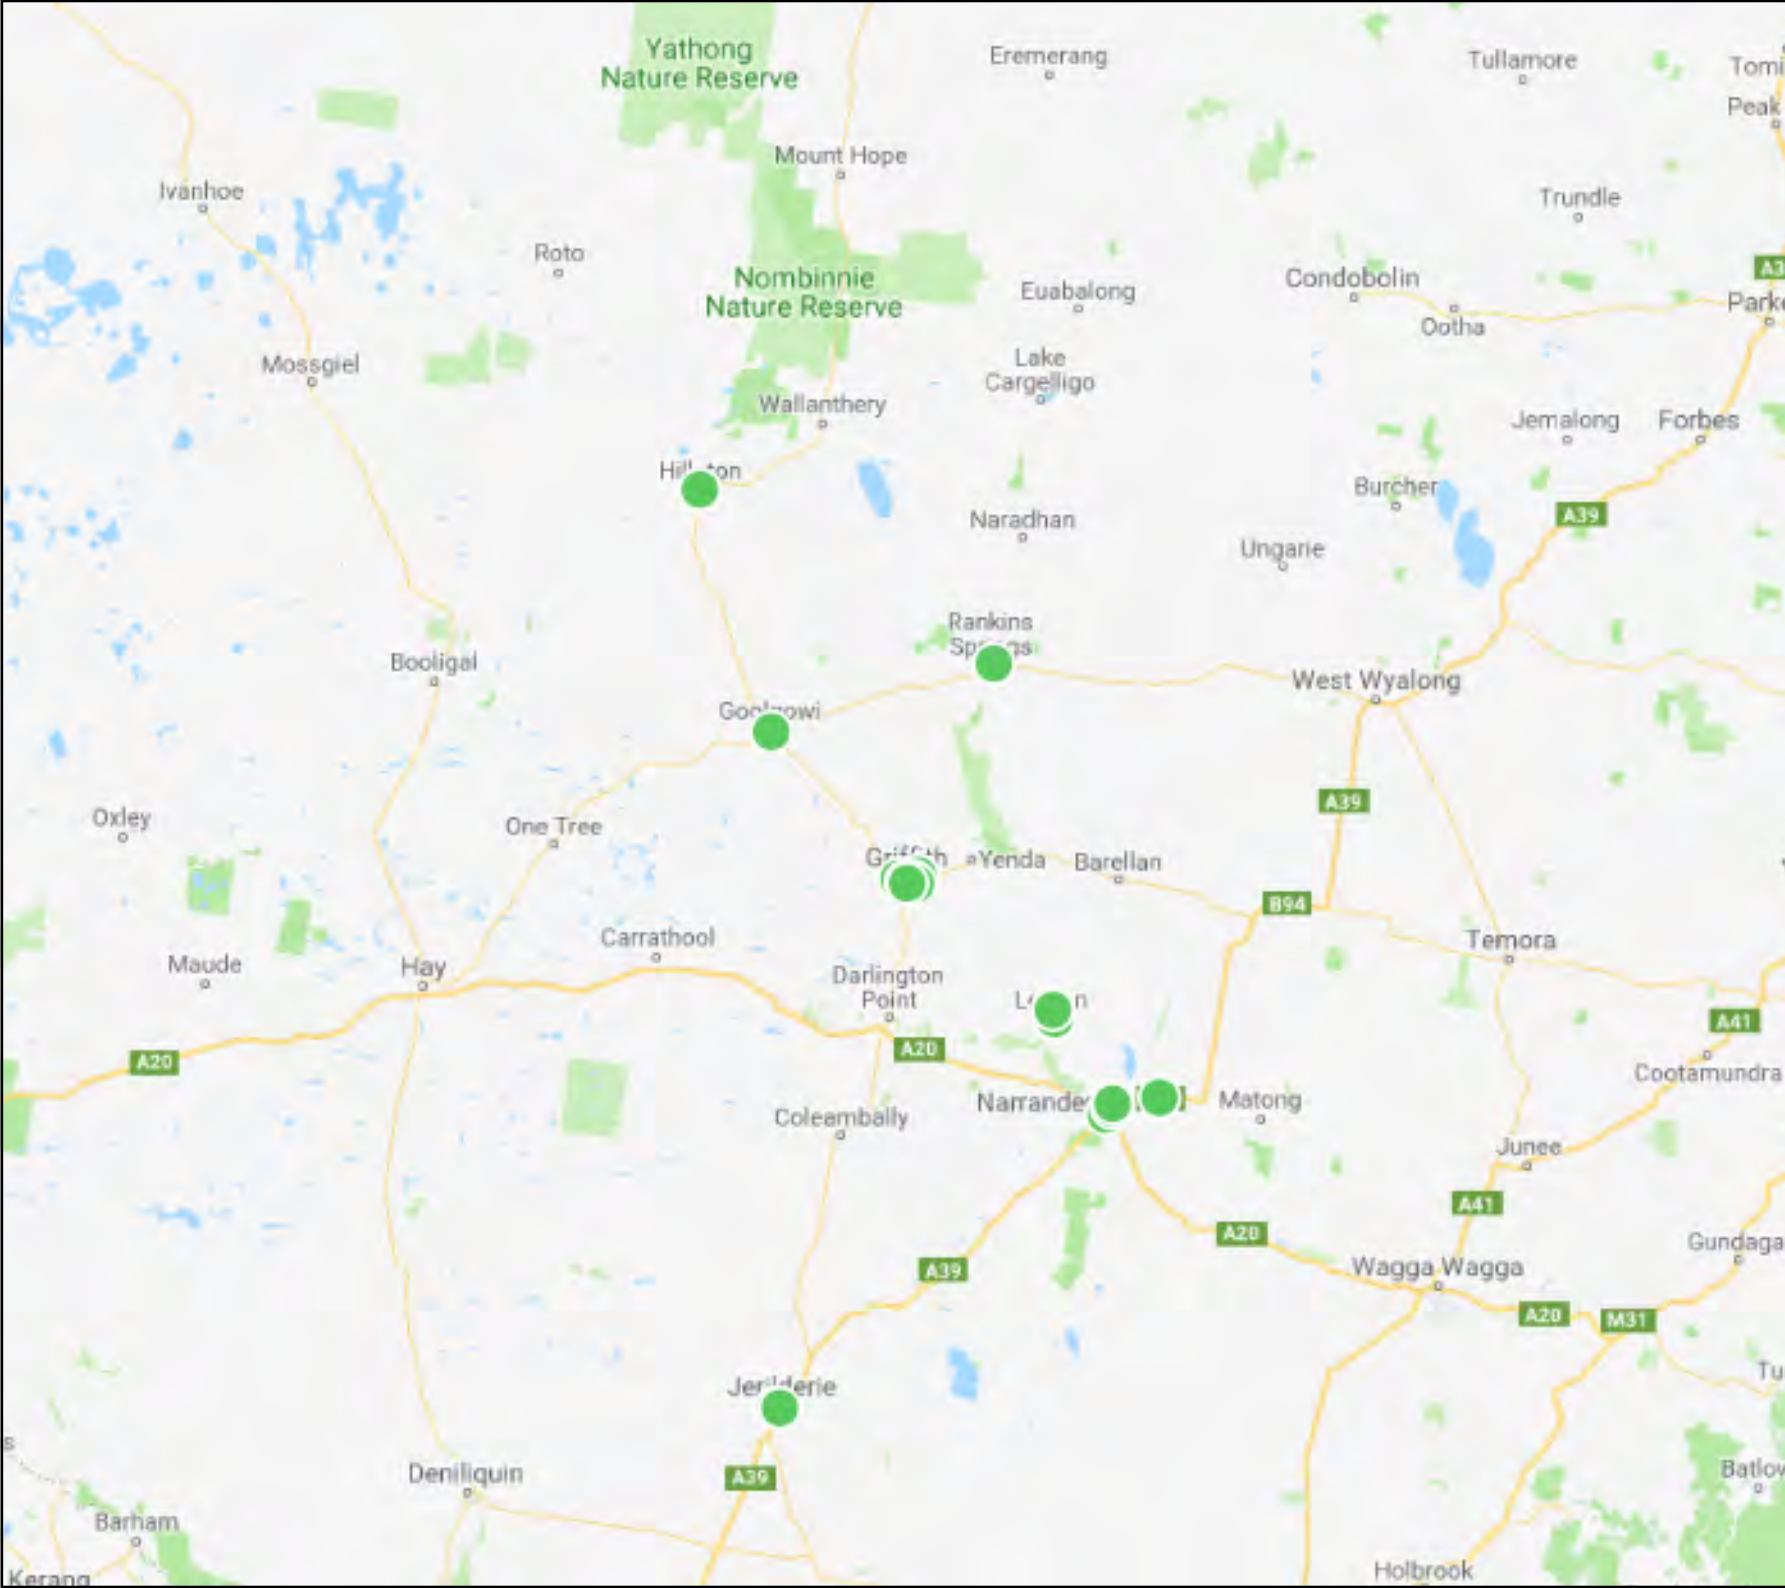 Yathong
Nature Reserve
Eremerang
Tullamore
Tomi
Peak
Mount Hope
Ivanhoe
Trundle
Roto
Nombinnie
Nature Reserve
Euabalong
Condobolin
A3
Parke
Ootha
Lake
Cargelligo
Mossgiel
Wallanthery
Jemalong
Forbes
Burcher
A39
Naradhan
Ungarie
Rankins
Booligal
West Wyalong
A39
Oxley
One Tree
Yenda
Barellan
B94
Carrathool
Temora
Maude
Hay
Darlington
Point
A41
A20
A20
Cootamundra
Narrande
Matong
Coleambally
Junee
A41
A20
Gundaga
A39
Wagga Wagga
A20
M31
Tu
Deniliquin
A39
Batlow
Barham
Holbrook
Kerang
s